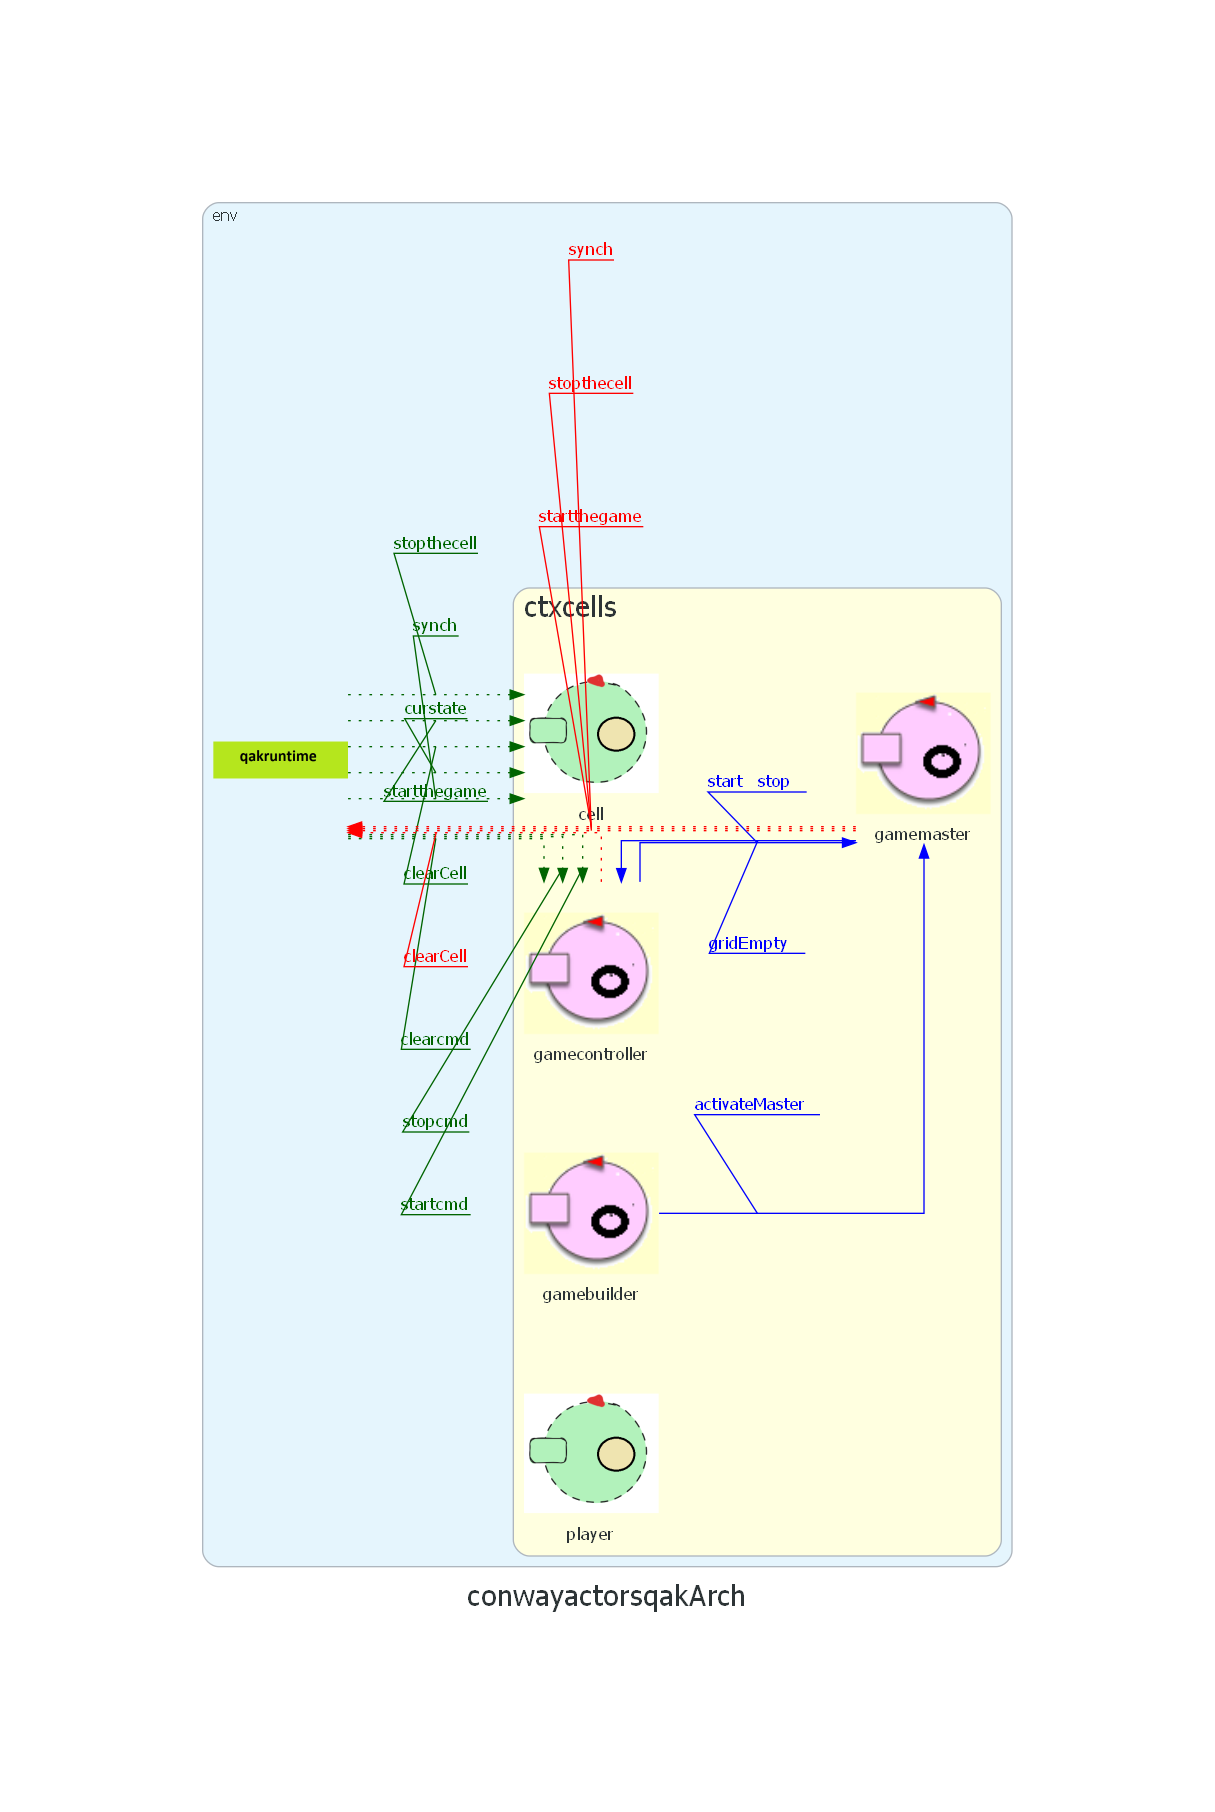 env
synch
stopthecell
startthegame
stopthecell
ctxcells
synch
curstate
qakruntime
start stop
startthegame
cell
gamemaster
clearCell
gridEmpty
clearCell
clearcmd
gamecontroller
activateMaster
stopcmd
startcmd
gamebuilder
player
conwayactorsqakArch